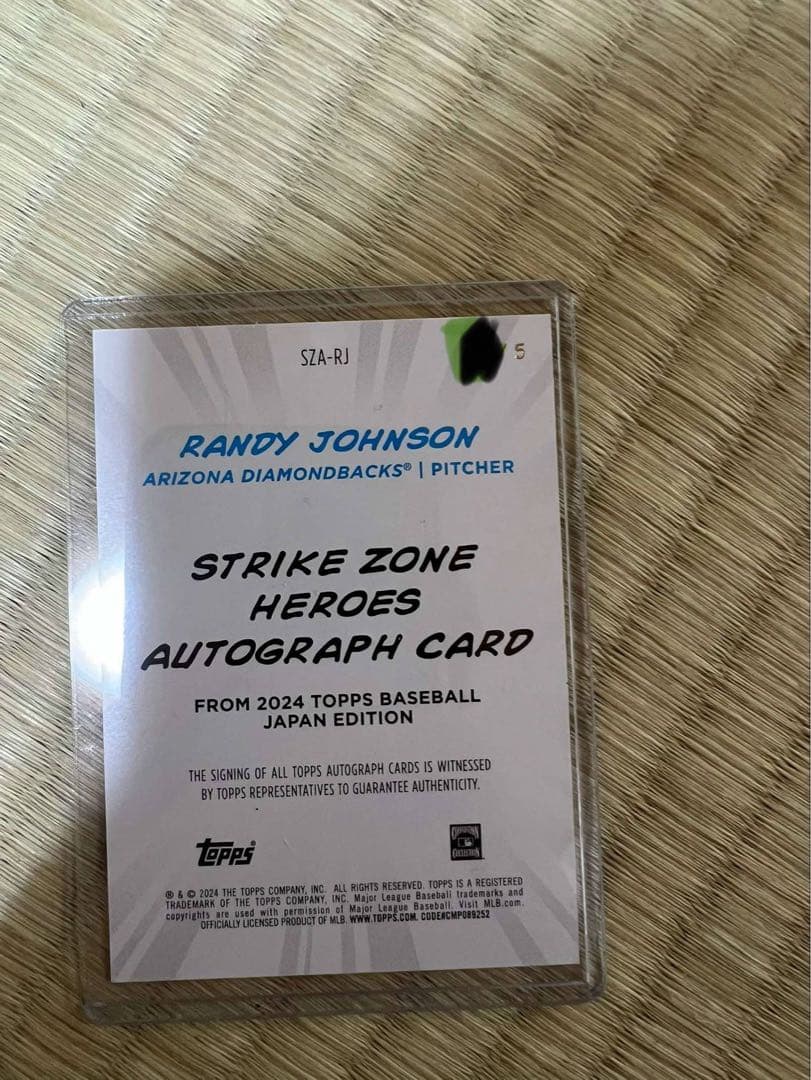 SZA-RJ
5
RANDY JOHNSON
ARIZONA DIAMONDBACKS® | PITCHER
STRIKE ZONE
HEROES
AUTOGRAPH CARD
FROM 2024 TOPPS BASEBALL
JAPAN EDITION
THE SIGNING OF ALL TOPPS AUTOGRAPH CARDS IS WITNESSED
BY TOPPS REPRESENTATIVES TO GUARANTEE AUTHENTICITY.
topps®
® & © 2024 THE TOPPS COMPANY, INC. ALL RIGHTS RESERVED. TOPPS IS A REGISTERED
TRADEMARK OF THE TOPPS COMPANY, INC. Major League Baseball trademarks and
copyrights are used with permission of Major League Baseball. Visit MLB.com.
OFFICIALLY LICENSED PRODUCT OF MLB. WWW.TOPPS.COM. CODE#CMP089252